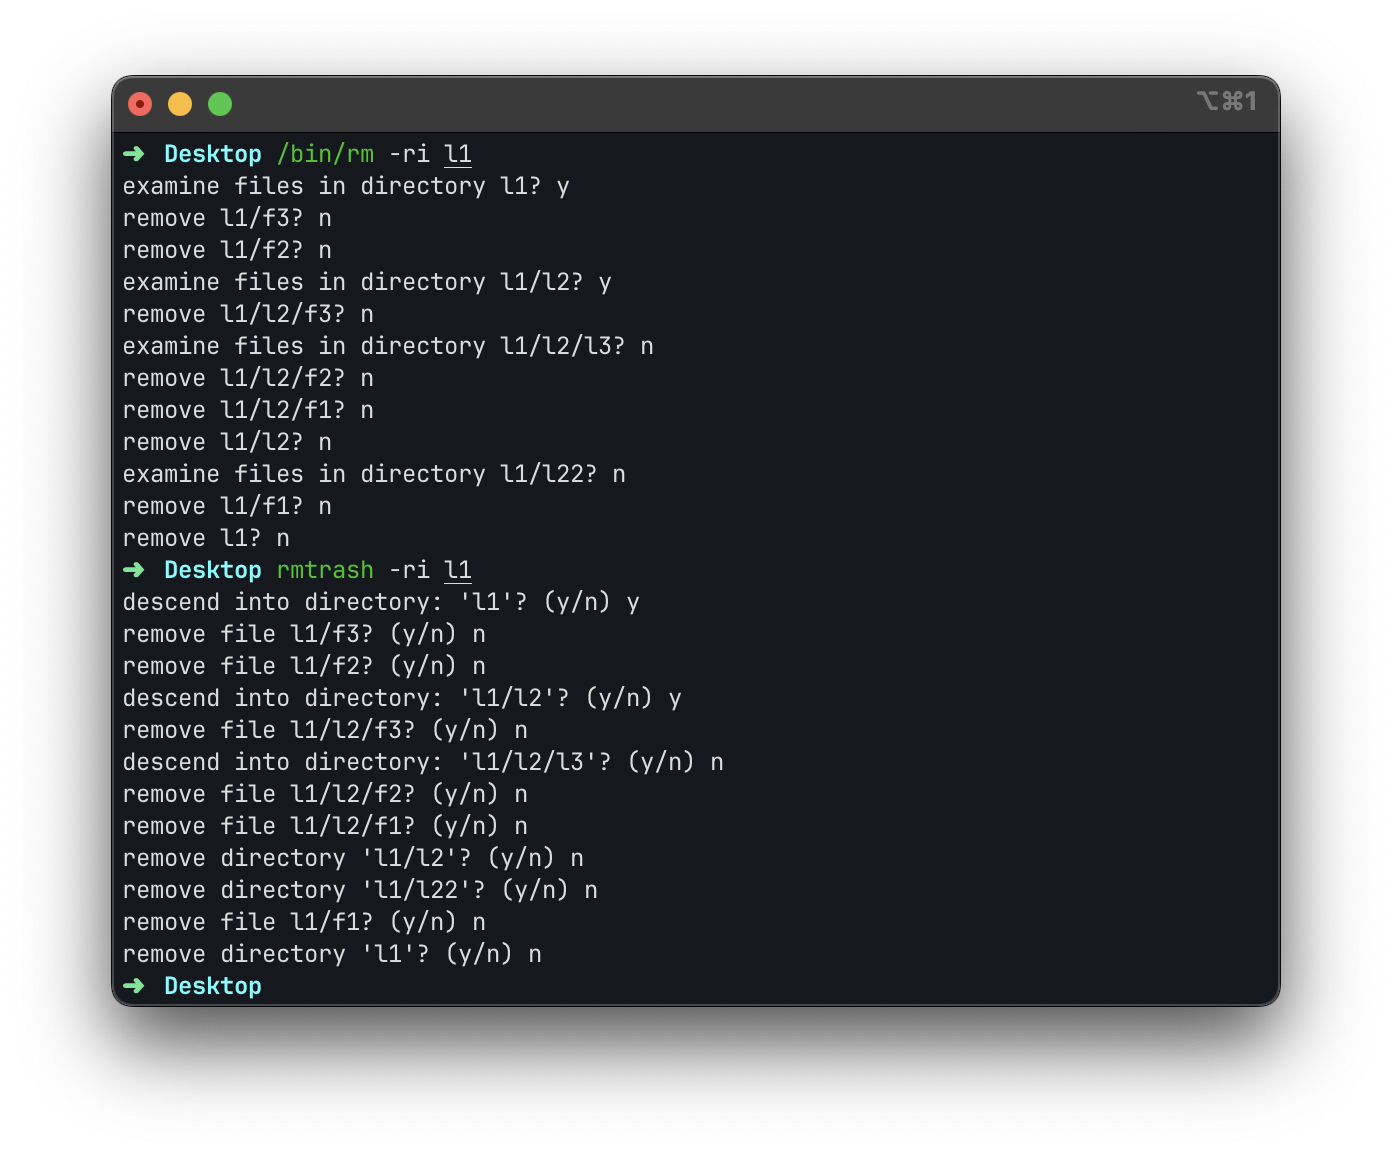 ⌥⌘1
➜ Desktop /bin/rm -ri l1
examine files in directory l1? y
remove l1/f3? n
remove l1/f2? n
examine files in directory l1/l2? y
remove l1/l2/f3? n
examine files in directory l1/l2/l3? n
remove l1/l2/f2? n
remove l1/l2/f1? n
remove l1/l2? n
examine files in directory l1/l22? n
remove l1/f1? n
remove l1? n
➜ Desktop rmtrash -ri l1
descend into directory: 'l1'? (y/n) y
remove file l1/f3? (y/n) n
remove file l1/f2? (y/n) n
descend into directory: 'l1/l2'? (y/n) y
remove file l1/l2/f3? (y/n) n
descend into directory: 'l1/l2/l3'? (y/n) n
remove file l1/l2/f2? (y/n) n
remove file l1/l2/f1? (y/n) n
remove directory 'l1/l2'? (y/n) n
remove directory 'l1/l22'? (y/n) n
remove file l1/f1? (y/n) n
remove directory 'l1'? (y/n) n
➜ Desktop